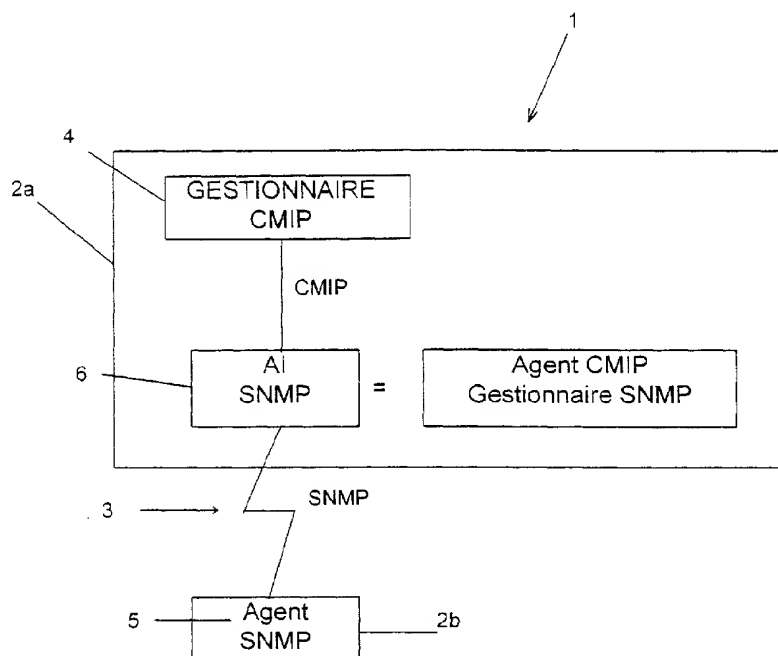 1
4
2a
GESTIONNAIRE
CMIP
CMIP
6
AI
SNMP
=
Agent CMIP
Gestionnaire SNMP
3
SNMP
5
Agent
SNMP
2b